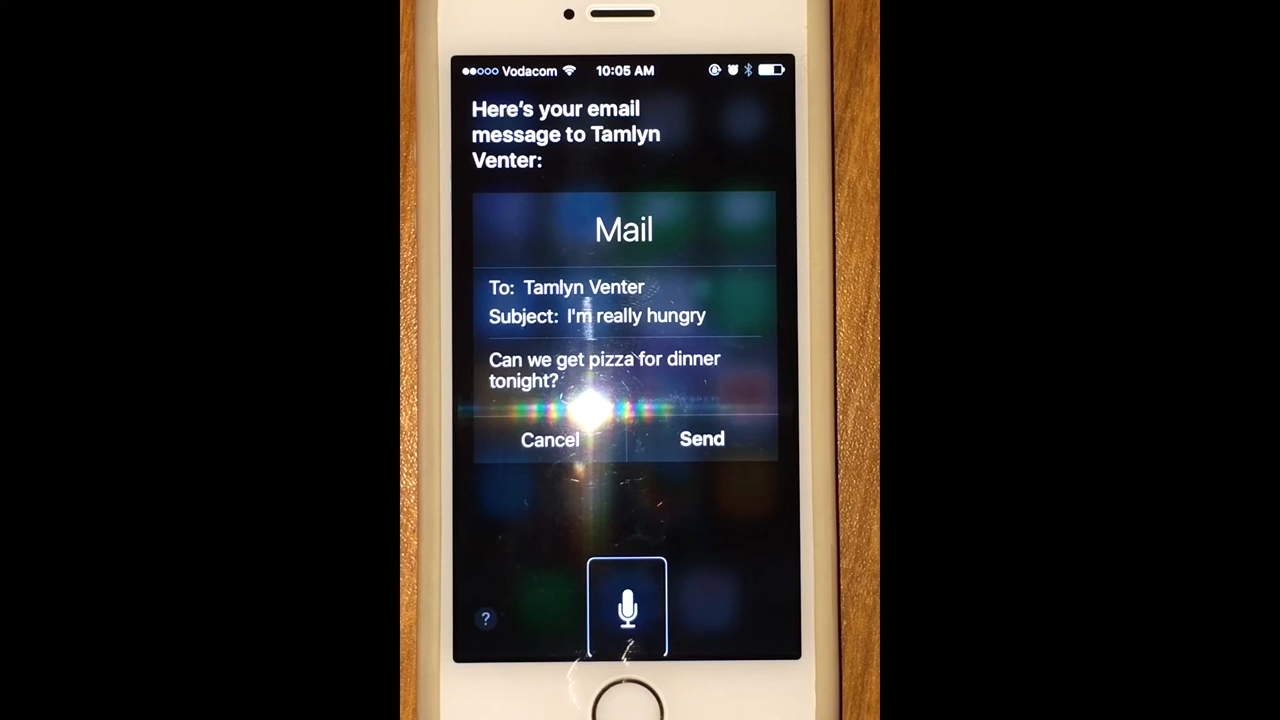 Vodacom 10:05 AM
Here's your email
message to Tamlyn
Venter:
Mail
To: Tamlyn Venter
Subject: I'm really hungry
Can we get pizza for dinner
tonight?
Cancel Send
?